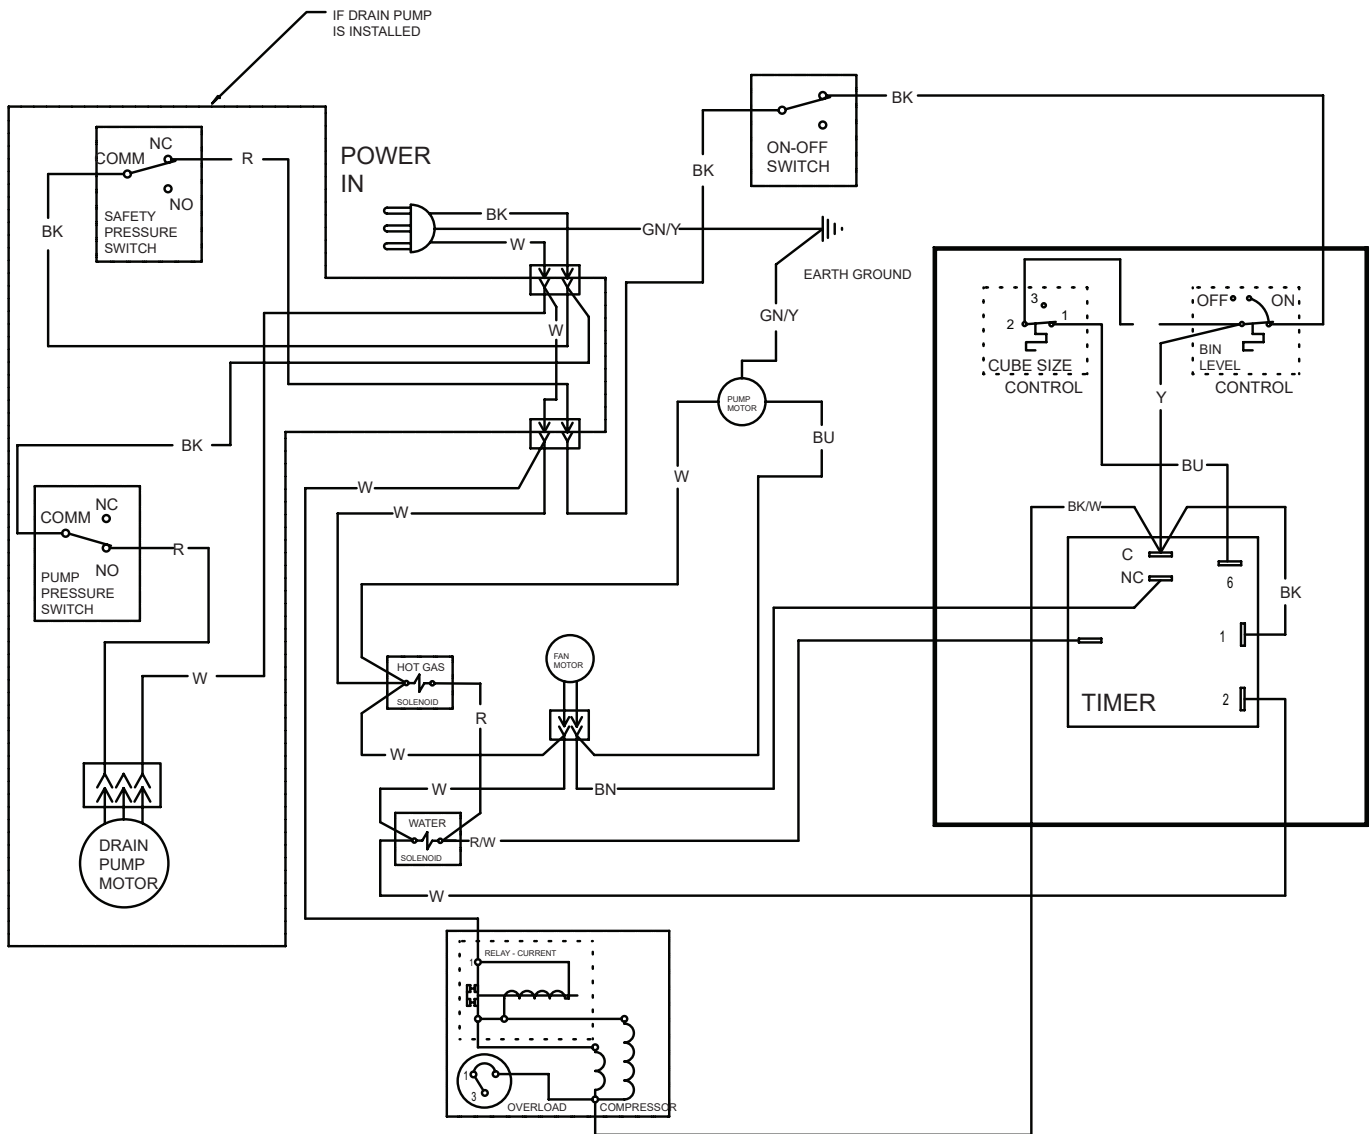 IF DRAIN PUMP
IS INSTALLED
BK
NC
COMM
R
NO
SAFETY
PRESSURE
SWITCH
BK
POWER
IN
BK
W
GN/Y
ON-OFF
SWITCH
BK
EARTH GROUND
GN/Y
W
OFF
ON
3
2
1
BIN
LEVEL
CUBE SIZE
CONTROL
CONTROL
Y
PUMP
MOTOR
BU
W
BK
BU
W
W
BK/W
NC
COMM
NO
R
PUMP
PRESSURE
SWITCH
C
NC
6
BK
1
2
TIMER
HOT GAS
SOLENOID
FAN
MOTOR
R
W
W
W
BN
WATER
SOLENOID
R/W
W
DRAIN
PUMP
MOTOR
RELAY - CURRENT
1
1
3
OVERLOAD
COMPRESSOR